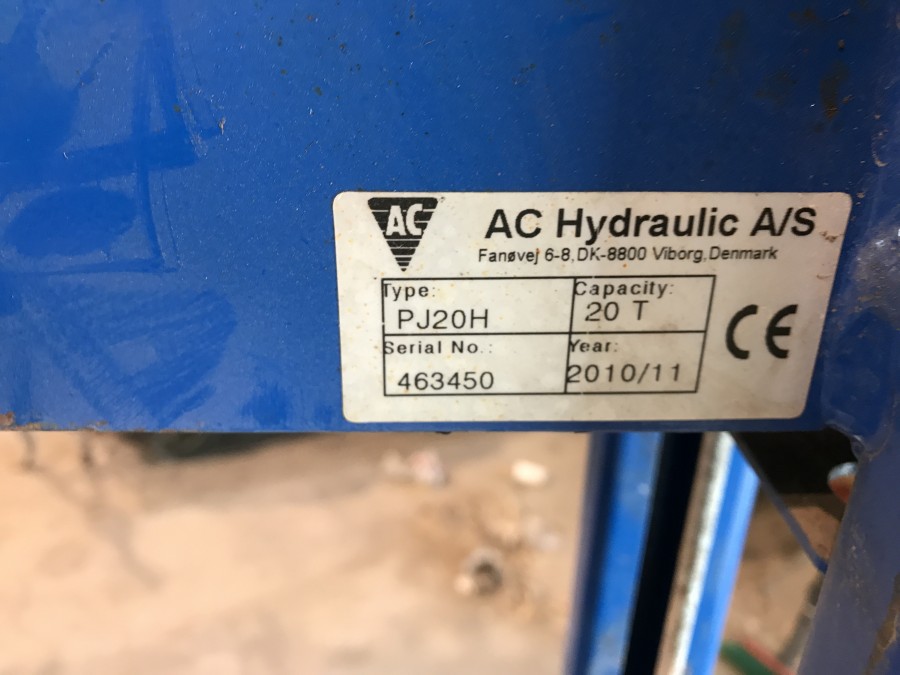 AC
AC Hydraulic A/S
Fanøvej 6-8, DK-8800 Viborg, Denmark
Type: Capacity:
PJ20H 20 T
Serial No.: Year:
463450 2010/11
CE